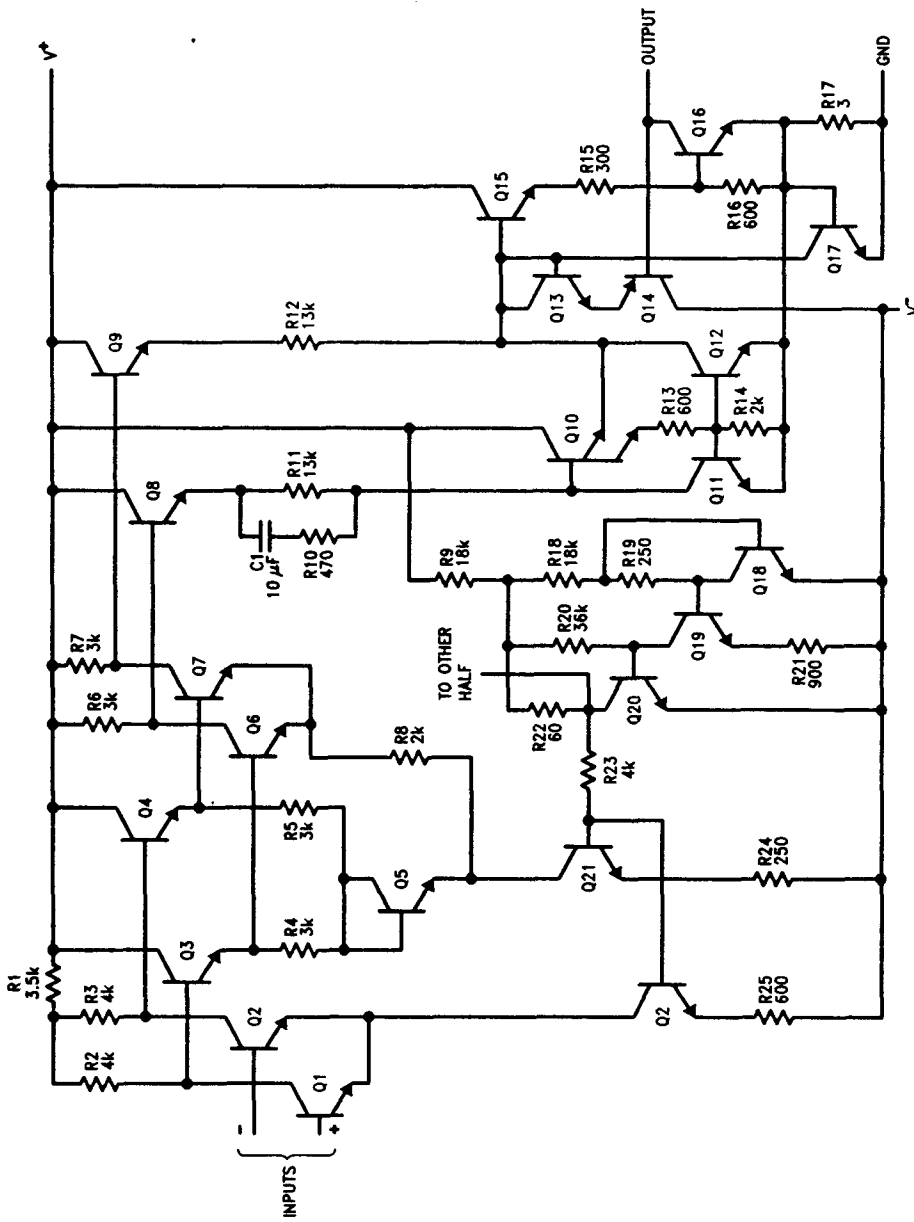 V+
R1
3.5k
R2
4k
R3
4k
R7
3k
R6
3k
Q9
Q8
Q4
Q3
Q2
Q1
-
+
INPUTS
Q7
Q6
R5
3k
R4
3k
Q5
R8
2k
C1
10 μF
R11
13k
R10
470
R12
13k
Q15
R15
300
OUTPUT
Q16
R16
600
R17
3
GND
Q17
Q13
Q14
V-
Q10
Q12
R13
600
R14
2k
Q11
R9
18k
R18
18k
R19
250
Q18
R20
36k
Q19
R21
900
TO OTHER
HALF
R22
60
Q20
R23
4k
Q21
R24
250
Q2
R25
600